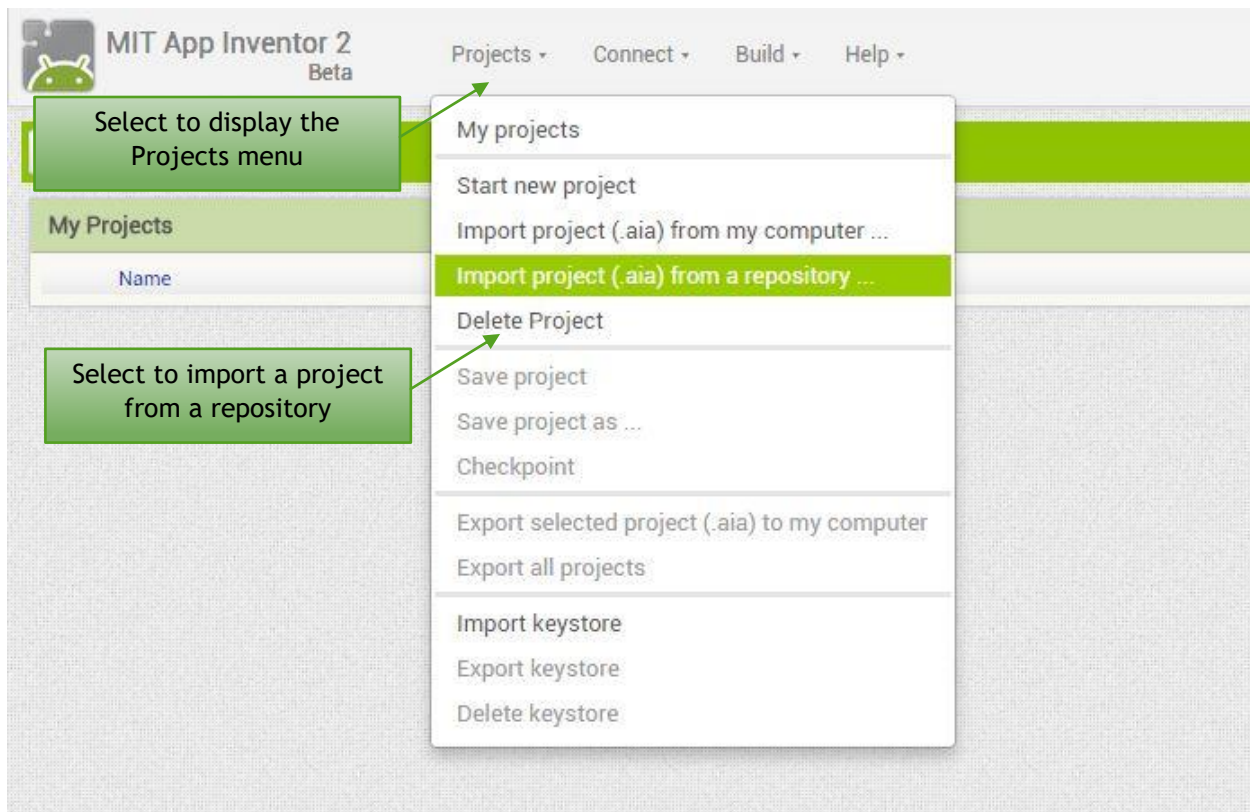 MIT App Inventor 2
Beta
Projects
Connect
Build
Help
Select to display the
Projects menu
My projects
Start new project
My Projects
Import project (.aia) from my computer ...
Name
Import project (.aia) from a repository ...
Delete Project
Select to import a project
from a repository
Save project
Save project as ...
Checkpoint
Export selected project (.aia) to my computer
Export all projects
Import keystore
Export keystore
Delete keystore